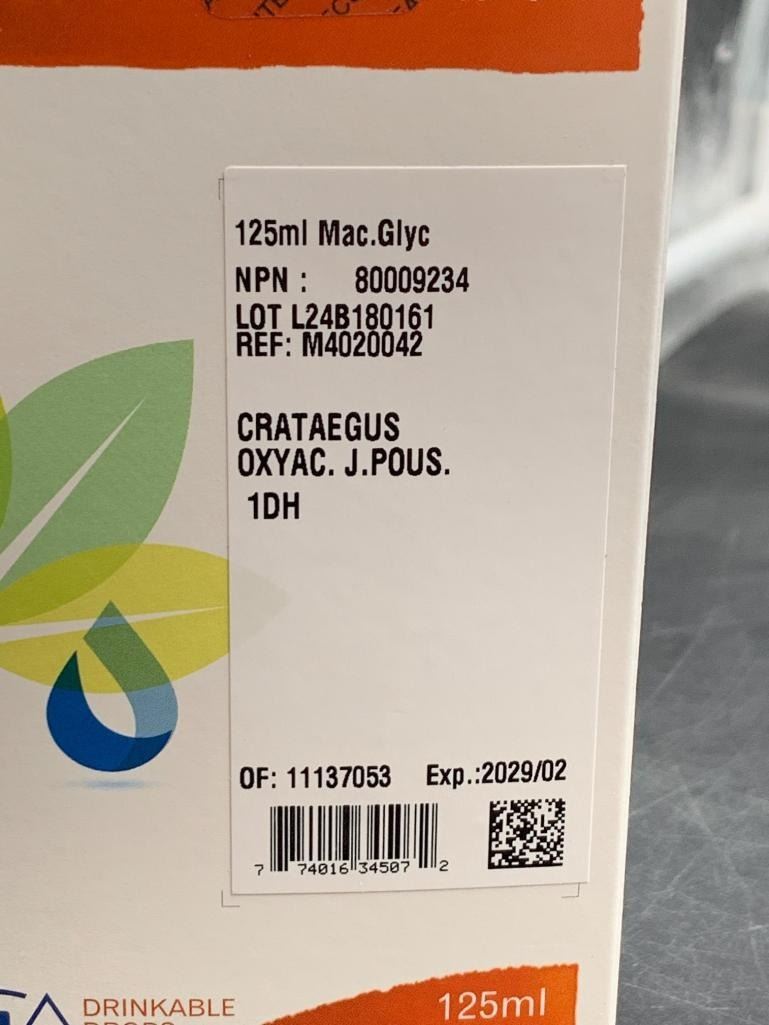 125ml Mac.Glyc
NPN : 80009234
LOT L24B180161
REF: M4020042
CRATAEGUS
OXYAC. J.POUS.
1DH
OF: 11137053 Exp.:2029/02
7 74016 34507 2
DRINKABLE
DROPS
125ml